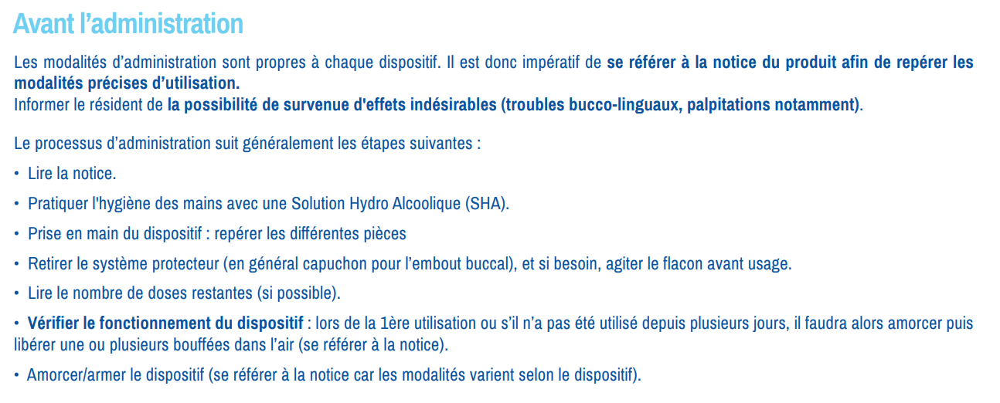 Avant l’administration
Les modalités d’administration sont propres à chaque dispositif. Il est donc impératif de se référer à la notice du produit afin de repérer les
modalités précises d’utilisation.
Informer le résident de la possibilité de survenue d'effets indésirables (troubles bucco-linguaux, palpitations notamment).
Le processus d’administration suit généralement les étapes suivantes :
• Lire la notice.
• Pratiquer l'hygiène des mains avec une Solution Hydro Alcoolique (SHA).
• Prise en main du dispositif : repérer les différentes pièces
• Retirer le système protecteur (en général capuchon pour l’embout buccal), et si besoin, agiter le flacon avant usage.
• Lire le nombre de doses restantes (si possible).
• Vérifier le fonctionnement du dispositif : lors de la 1ère utilisation ou s’il n’a pas été utilisé depuis plusieurs jours, il faudra alors amorcer puis
libérer une ou plusieurs bouffées dans l’air (se référer à la notice).
• Amorcer/armer le dispositif (se référer à la notice car les modalités varient selon le dispositif).